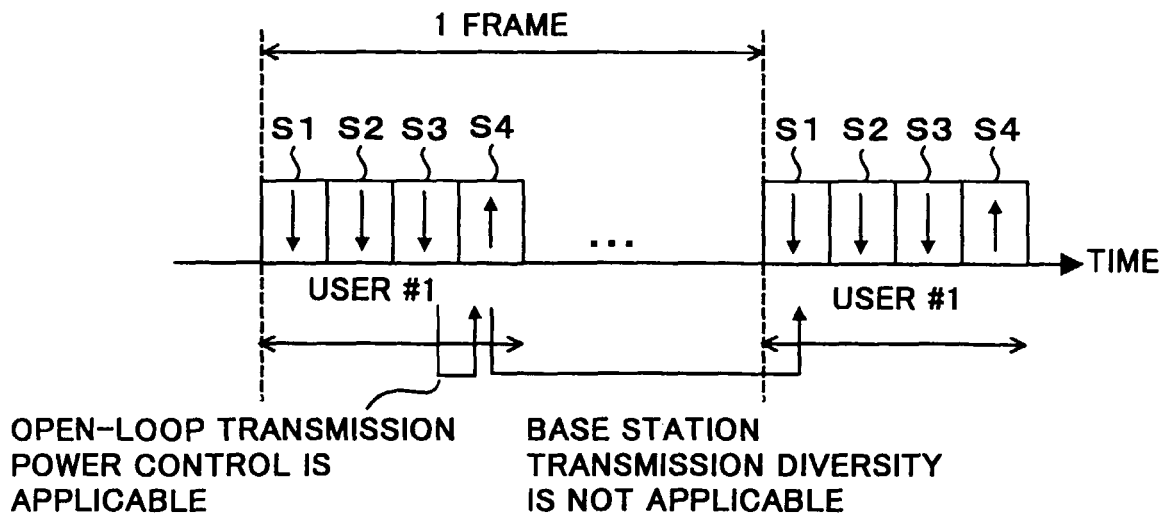 1 FRAME
S1 S2 S3 S4
S1 S2 S3 S4
...
TIME
USER #1
USER #1
OPEN-LOOP TRANSMISSION
POWER CONTROL IS
APPLICABLE
BASE STATION
TRANSMISSION DIVERSITY
IS NOT APPLICABLE